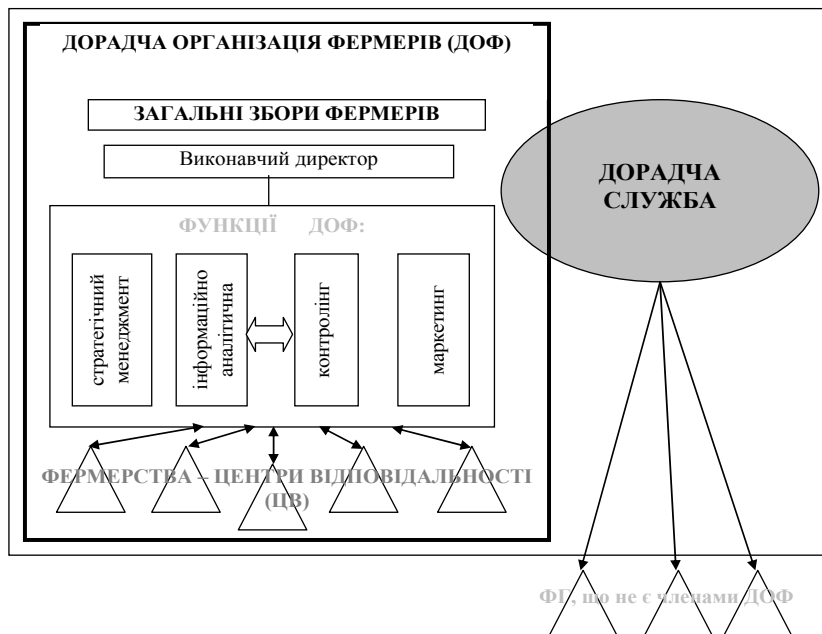 ДОРАДЧА ОРГАНІЗАЦІЯ ФЕРМЕРІВ (ДОФ)
ЗАГАЛЬНІ ЗБОРИ ФЕРМЕРІВ
Виконавчий директор
ДОРАДЧА
СЛУЖБА
ФУНКЦІЇ ДОФ:
стратегічний
менеджмент
інформаційно
аналітична
контролінг
маркетинг
ФЕРМЕРСТВА – ЦЕНТРИ ВІДПОВІДАЛЬНОСТІ
(ЦВ)
ФГ, що не є членами ДОФ